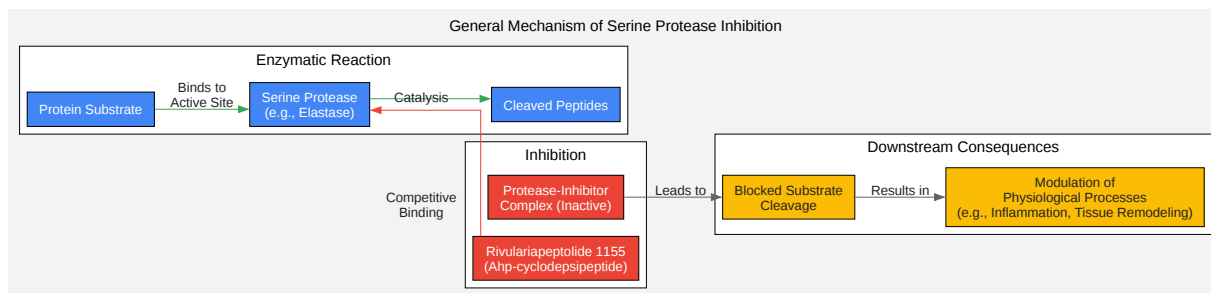 General Mechanism of Serine Protease Inhibition
Enzymatic Reaction
Protein Substrate
Binds to
Active Site
Serine Protease
(e.g., Elastase)
Catalysis
Cleaved Peptides
Inhibition
Competitive
Binding
Protease-Inhibitor
Complex (Inactive)
Rivulariapeptolide 1155
(Ahp-cyclodepsipeptide)
Leads to
Downstream Consequences
Blocked Substrate
Cleavage
Results in
Modulation of
Physiological Processes
(e.g., Inflammation, Tissue Remodeling)